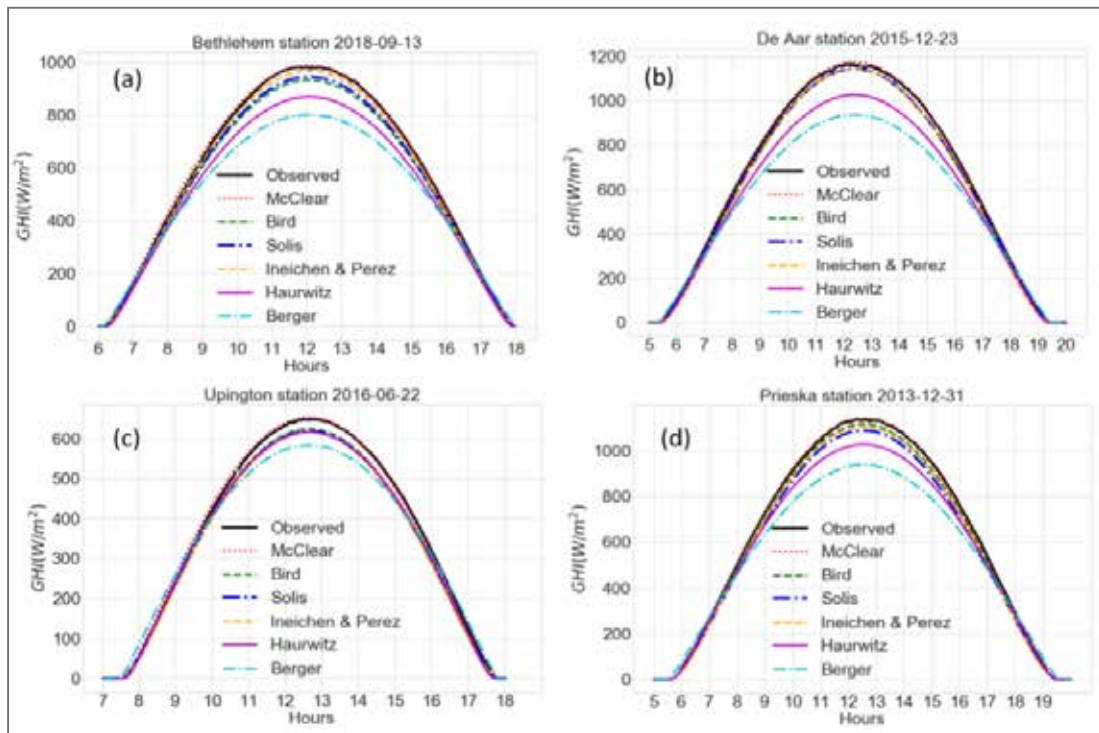 Bethlehem station 2018-09-13
(a)
GHI(W/m²)
1000
800
600
400
200
0
Observed
McClear
Bird
Solis
Ineichen & Perez
Haurwitz
Berger
6 7 8 9 10 11 12 13 14 15 16 17 18
Hours
De Aar station 2015-12-23
(b)
GHI(W/m²)
1200
1000
800
600
400
200
0
Observed
McClear
Bird
Solis
Ineichen & Perez
Haurwitz
Berger
5 6 7 8 9 10 11 12 13 14 15 16 17 18 19 20
Hours
Upington station 2016-06-22
(c)
GHI(W/m²)
600
500
400
300
200
100
0
Observed
McClear
Bird
Solis
Ineichen & Perez
Haurwitz
Berger
7 8 9 10 11 12 13 14 15 16 17 18
Hours
Prieska station 2013-12-31
(d)
GHI(W/m²)
1000
800
600
400
200
0
Observed
McClear
Bird
Solis
Ineichen & Perez
Haurwitz
Berger
5 6 7 8 9 10 11 12 13 14 15 16 17 18 19
Hours